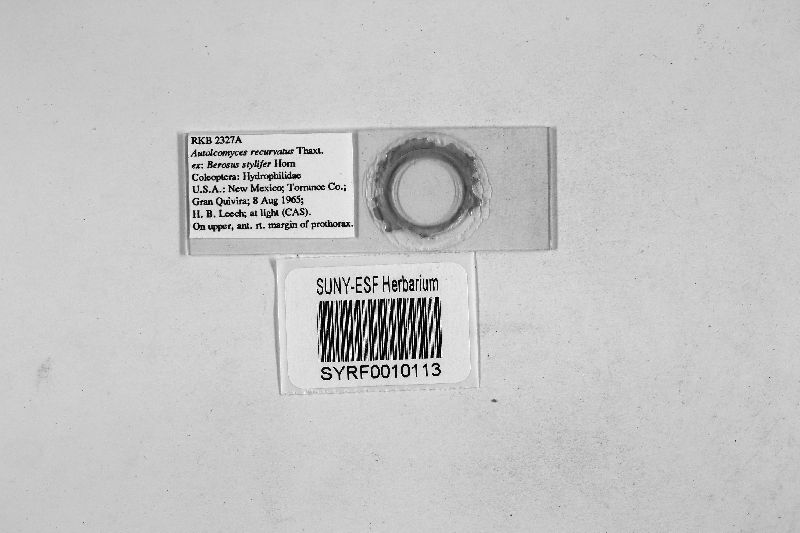 RKB 2327A
Autoicomyces recurvatus Thaxt.
ex: Berosus stylifer Horn
Coleoptera: Hydrophilidae
U.S.A.: New Mexico; Torrance Co.;
Gran Quivira; 8 Aug 1965;
H. B. Leech; at light (CAS).
On upper, ant. rt. margin of prothorax.
SUNY-ESF Herbarium
SYRF0010113